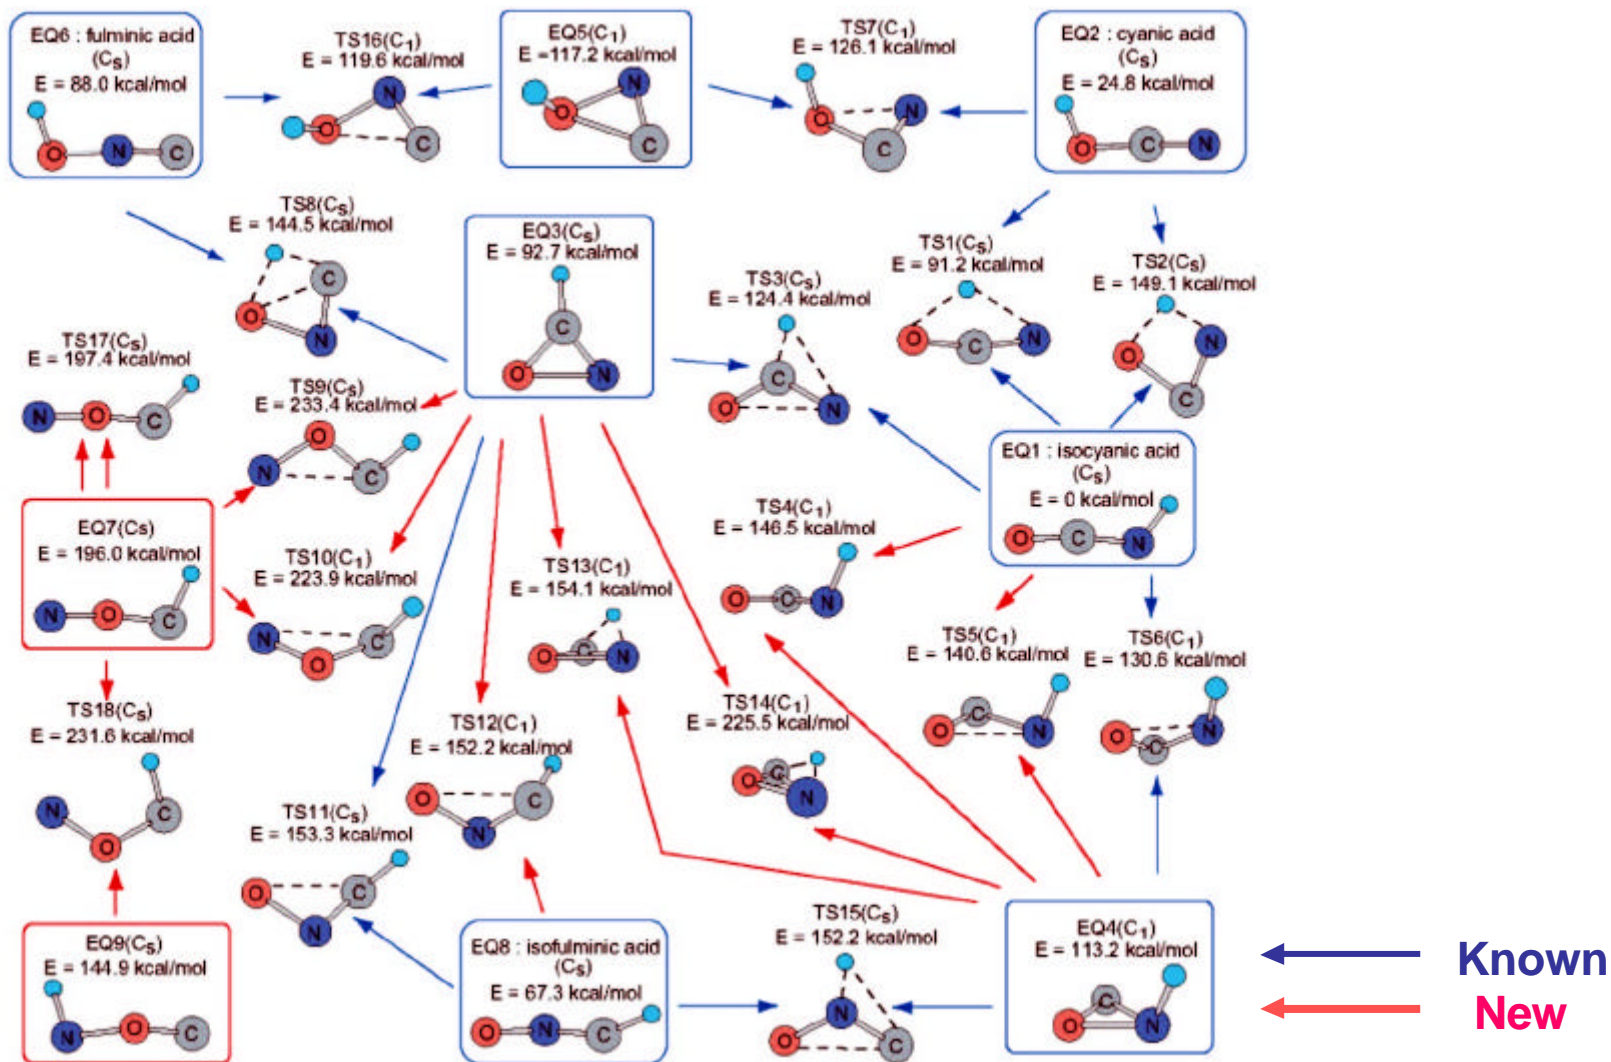 EQ6 : fulminic acid
(Cs)
E = 88.0 kcal/mol
O
N
C
TS16(C1)
E = 119.6 kcal/mol
N
O
C
EQ5(C1)
E =117.2 kcal/mol
N
O
C
TS7(C1)
E = 126.1 kcal/mol
N
O
C
EQ2 : cyanic acid
(Cs)
E = 24.8 kcal/mol
O
C
N
TS8(Cs)
E = 144.5 kcal/mol
C
O
N
EQ3(Cs)
E = 92.7 kcal/mol
C
O
N
TS3(Cs)
E = 124.4 kcal/mol
C
O
N
TS1(Cs)
E = 91.2 kcal/mol
O
C
N
TS2(Cs)
E = 149.1 kcal/mol
O
N
C
TS17(Cs)
E = 197.4 kcal/mol
N
O
C
TS9(Cs)
E = 233.4 kcal/mol
O
N
C
EQ1 : isocyanic acid
(Cs)
E = 0 kcal/mol
O
C
N
EQ7(Cs)
E = 196.0 kcal/mol
N
O
C
TS10(C1)
E = 223.9 kcal/mol
N
C
O
TS13(C1)
E = 154.1 kcal/mol
C
O
N
TS4(C1)
E = 146.5 kcal/mol
O
C
N
TS5(C1)
E = 140.6 kcal/mol
C
O
N
TS6(C1)
E = 130.6 kcal/mol
O
N
C
TS18(Cs)
E = 231.6 kcal/mol
N
C
O
TS12(C1)
E = 152.2 kcal/mol
O
C
N
TS14(C1)
E = 225.5 kcal/mol
C
O
N
TS11(Cs)
E = 153.3 kcal/mol
O
C
N
EQ9(Cs)
E = 144.9 kcal/mol
N
O
C
EQ8 : isofulminic acid
(Cs)
E = 67.3 kcal/mol
O
N
C
TS15(Cs)
E = 152.2 kcal/mol
N
O
C
EQ4(C1)
E = 113.2 kcal/mol
C
O
N
Known
New